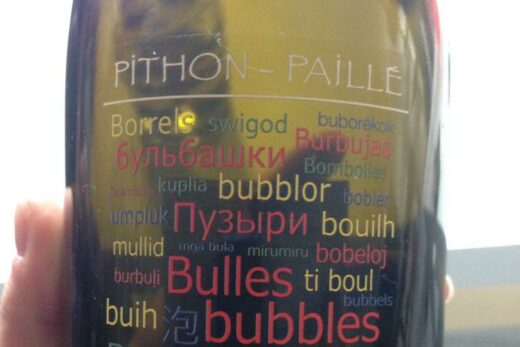 PITHON - PAILLÉ
Borrels swigod buborékok
бульбашки Burbujas
Bombolles
kuplia bubblor bobler
umpluk Пузыри bouilh
mullid mga bula mirumiru bobeloj
burbulj Bulles ti boul
bubbels
buih 泡 bubbles